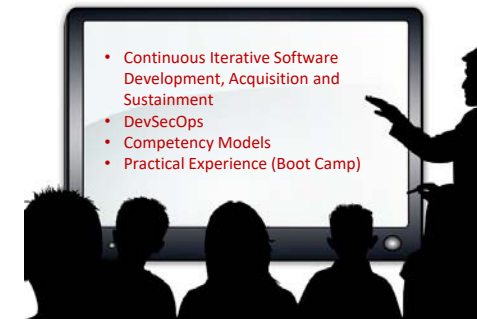 • Continuous Iterative Software
Development, Acquisition and
Sustainment
• DevSecOps
• Competency Models
• Practical Experience (Boot Camp)